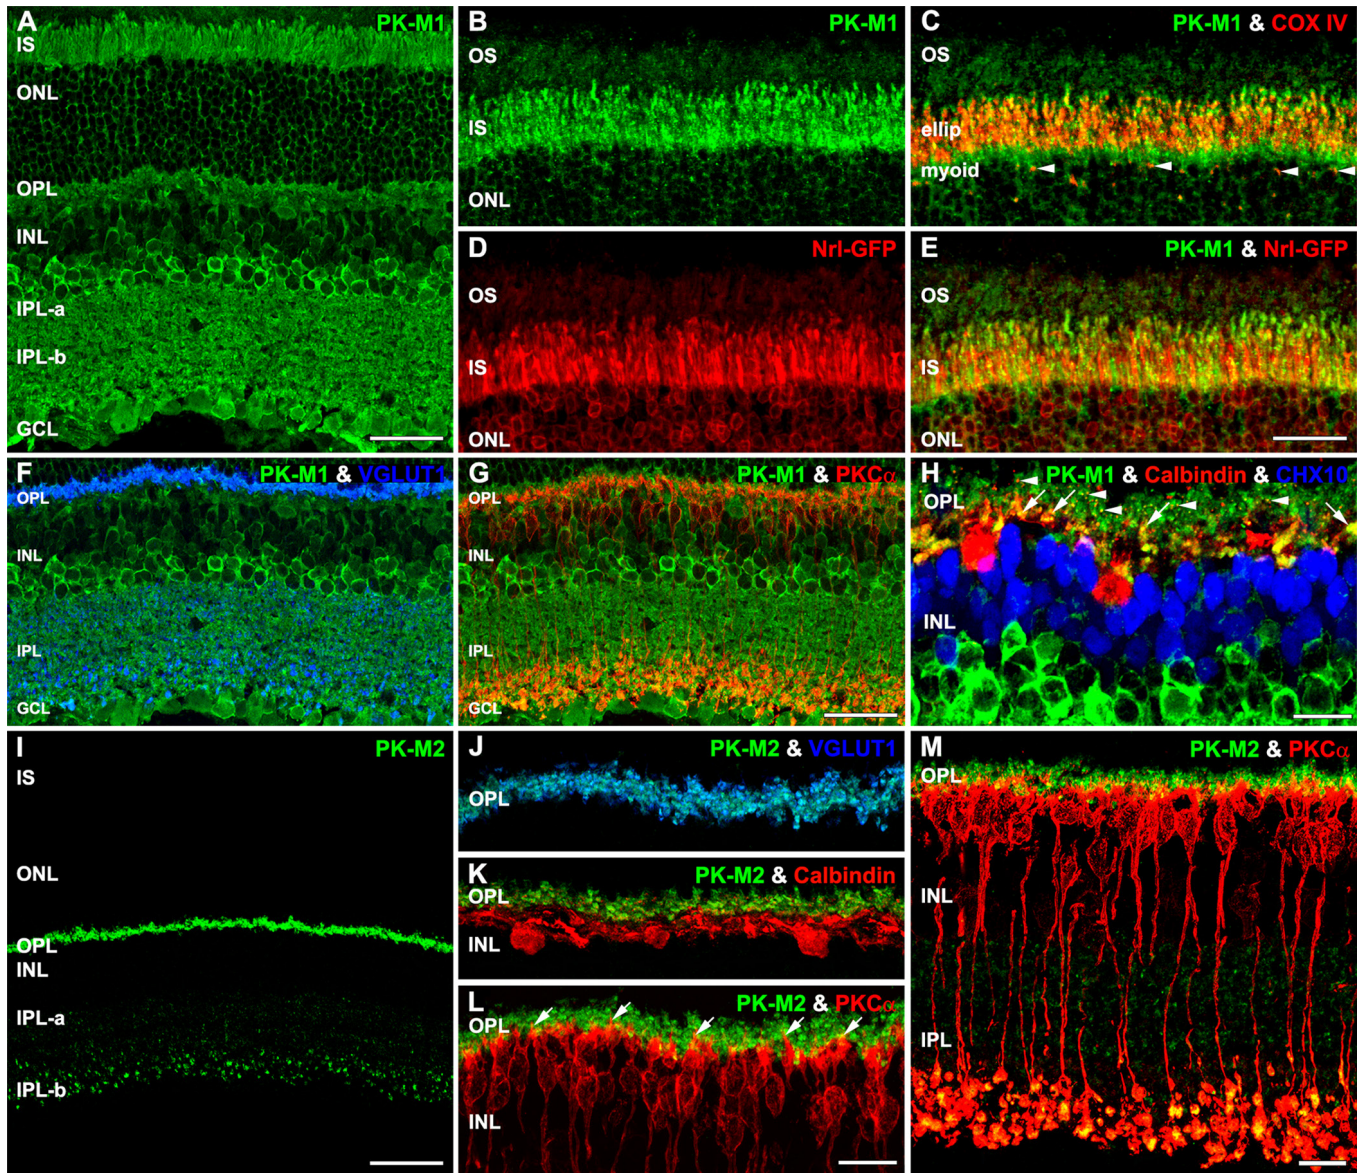 A PK-M1
IS
ONL
OPL
INL
IPL-a
IPL-b
GCL
B PK-M1
OS
IS
ONL
C PK-M1 & COX IV
OS
ellip
myoid
D Nrl-GFP
OS
IS
ONL
E PK-M1 & Nrl-GFP
OS
IS
ONL
F PK-M1 & VGLUT1
OPL
INL
IPL
GCL
G PK-M1 & PKCα
OPL
INL
IPL
GCL
H PK-M1 & Calbindin & CHX10
OPL
INL
I PK-M2
IS
ONL
OPL
INL
IPL-a
IPL-b
J PK-M2 & VGLUT1
OPL
K PK-M2 & Calbindin
OPL
INL
L PK-M2 & PKCα
OPL
INL
M PK-M2 & PKCα
OPL
INL
IPL